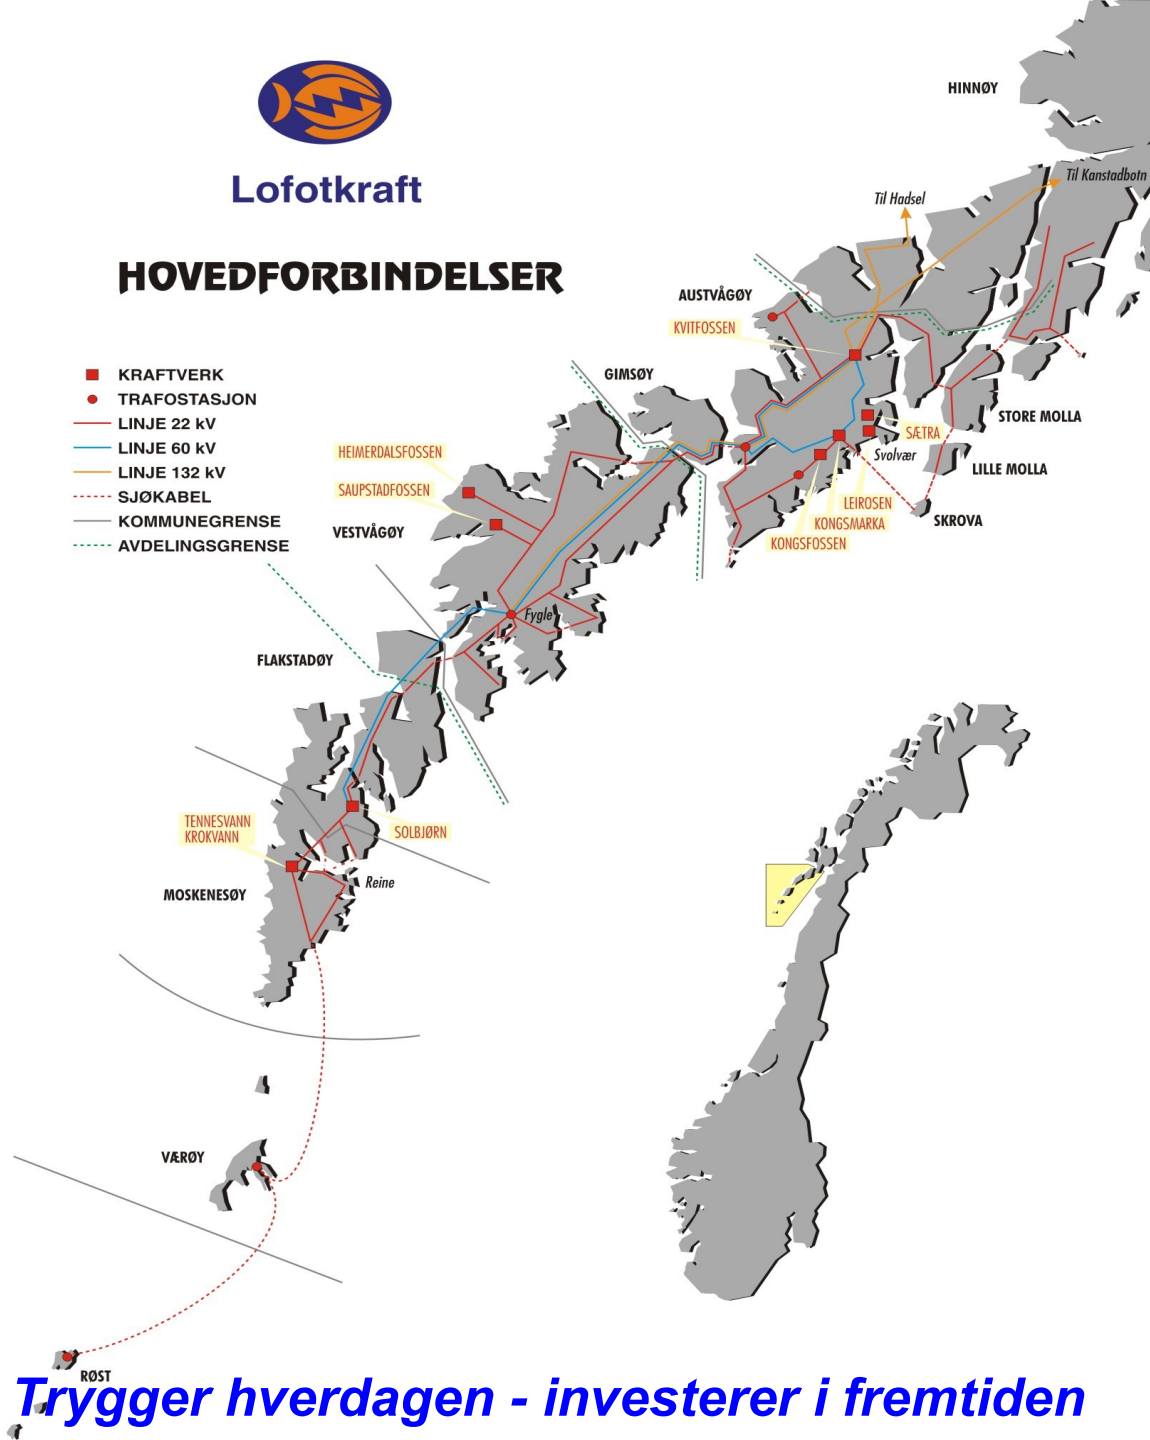 Lofotkraft
HOVEDFORBINDELSER
KRAFTVERK
TRAFOSTASJON
LINJE 22 kV
LINJE 60 kV
LINJE 132 kV
SJØKABEL
KOMMUNEGRENSE
AVDELINGSGRENSE
HINNØY
Til Kanstadbotn
Til Hadsel
AUSTVÅGØY
KVITFOSSEN
GIMSØY
STORE MOLLA
SÆTRA
HEIMERDALSFOSSEN
Svolvær
LILLE MOLLA
SAUPSTADFOSSEN
LEIROSEN
SKROVA
KONGSMARKA
VESTVÅGØY
KONGSFOSSEN
Fygle
FLAKSTADØY
TENNESVANN
KROKVANN
SOLBJØRN
Reine
MOSKENESØY
VÆRØY
RØST
Trygger hverdagen - investerer i fremtiden